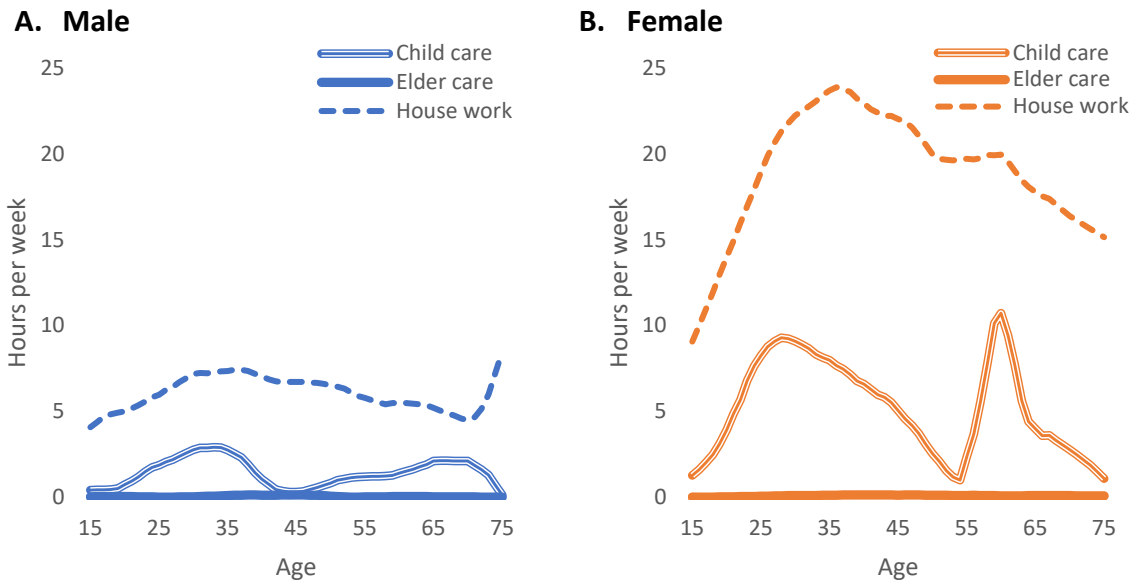 A. Male
Child care
Elder care
House work
25
20
15
10
5
0
Hours per week
15 25 35 45 55 65 75
Age
B. Female
Child care
Elder care
House work
25
20
15
10
5
0
Hours per week
15 25 35 45 55 65 75
Age